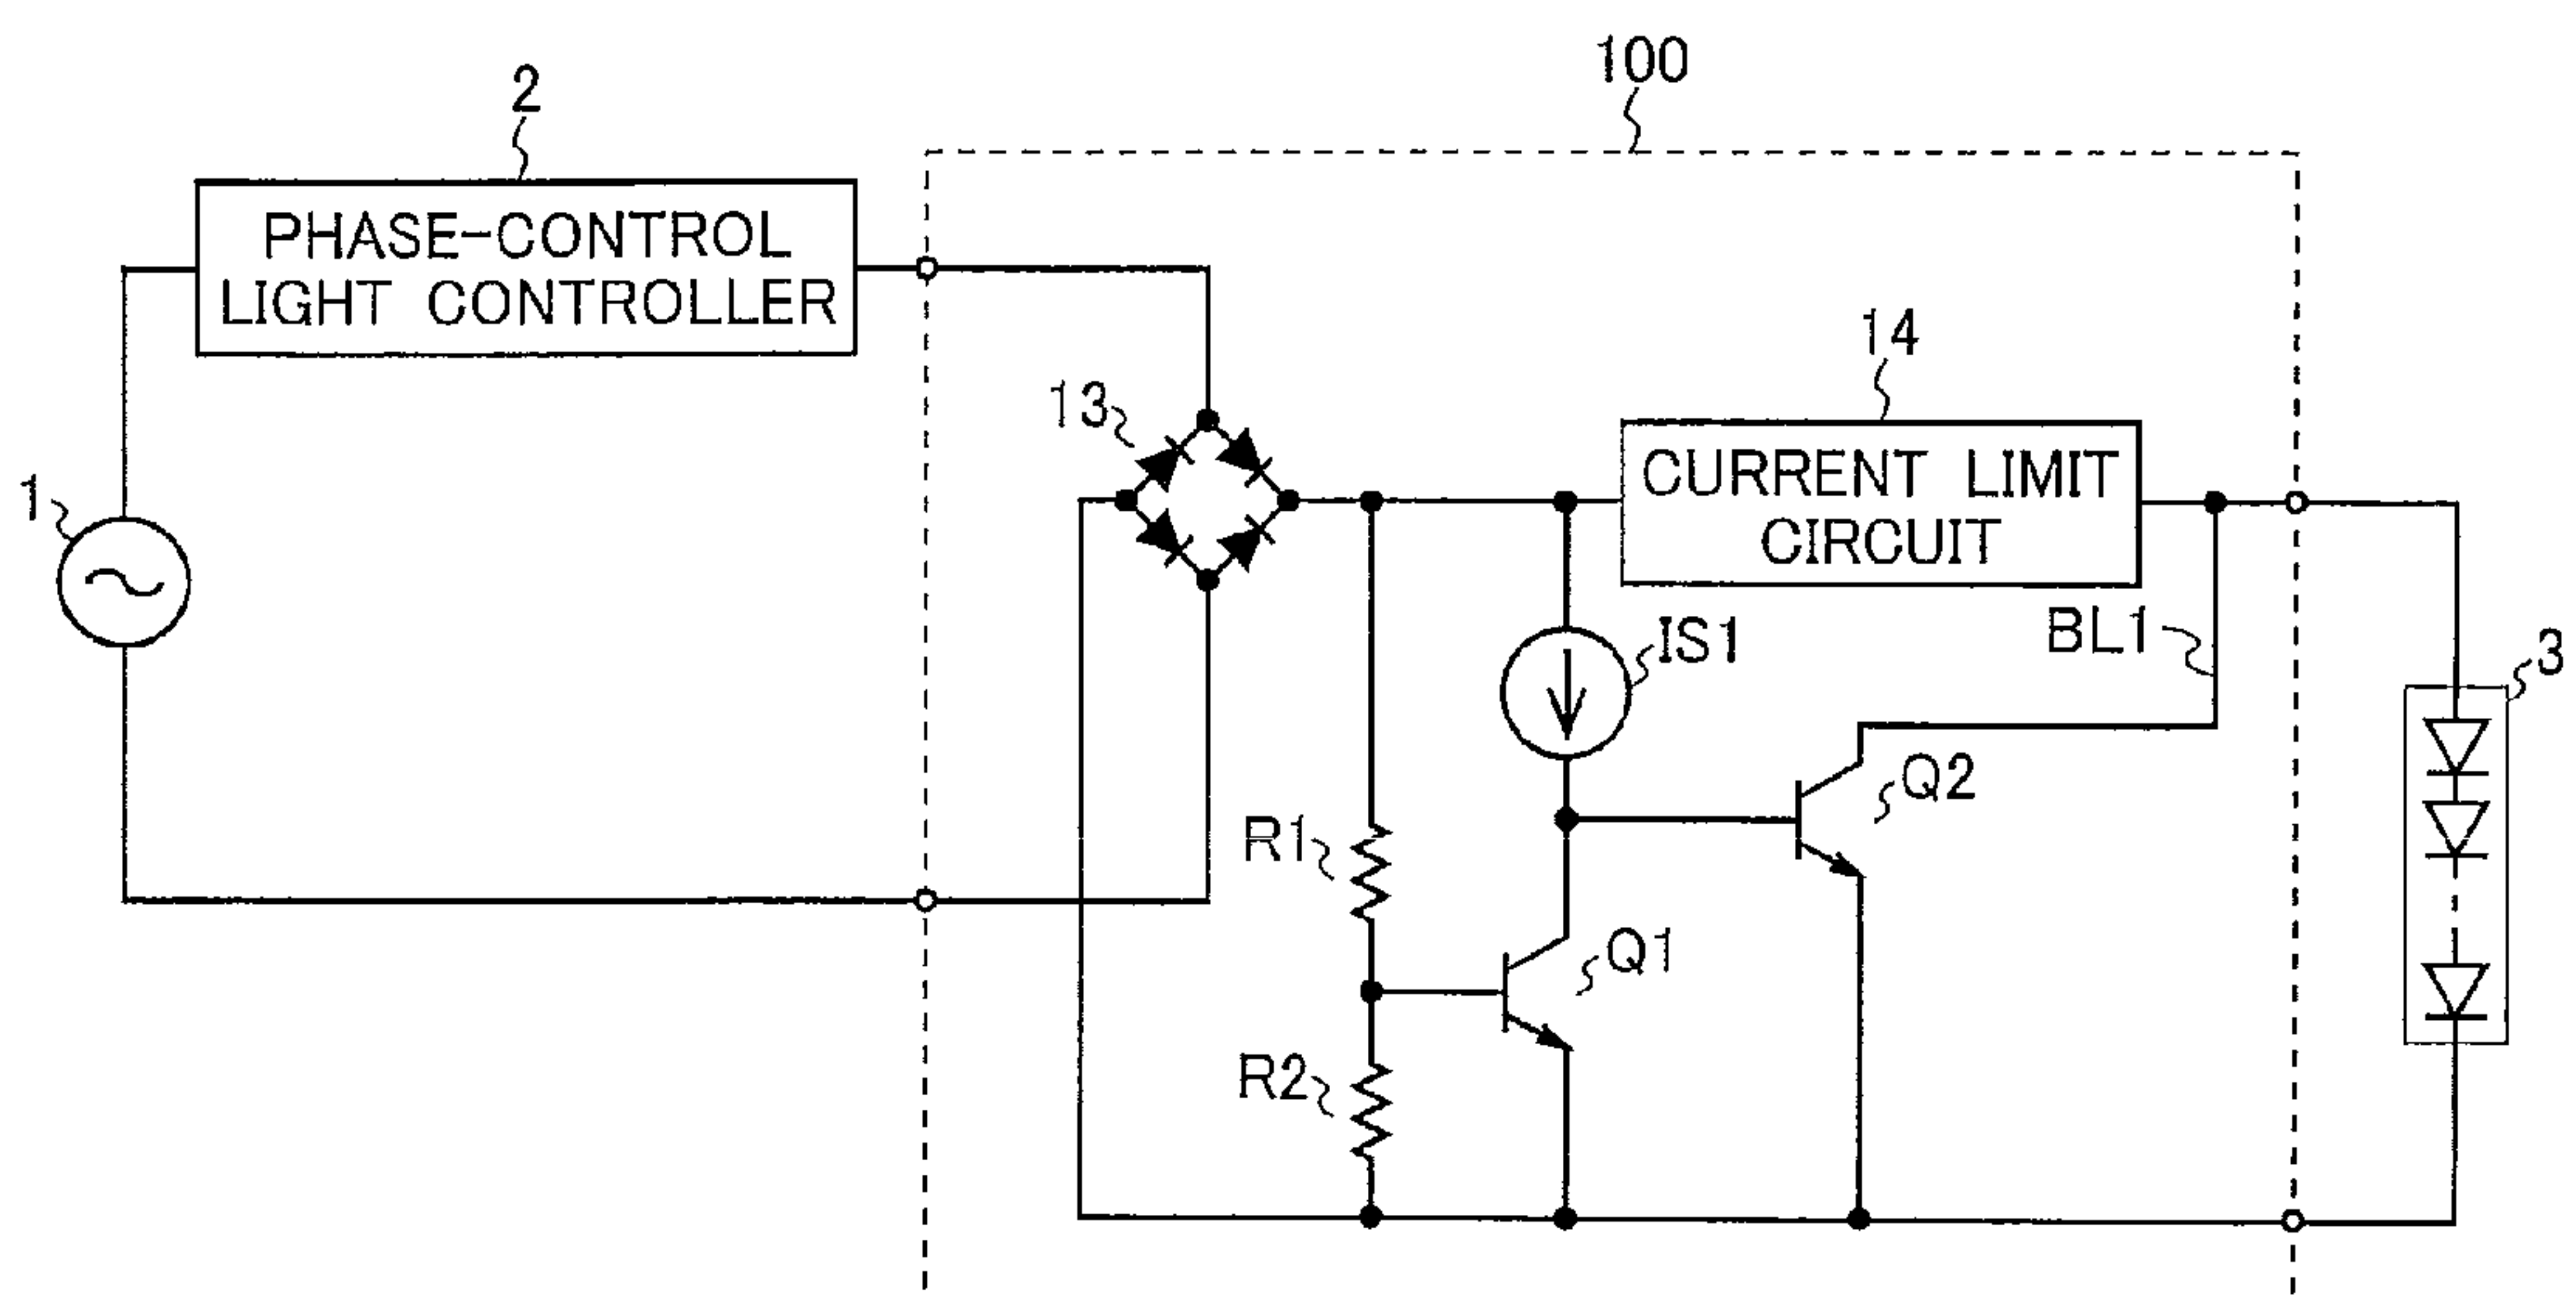 100
2
PHASE-CONTROL
LIGHT CONTROLLER
14
13
CURRENT LIMIT
CIRCUIT
1
IS1
BL1
3
Q2
R1
Q1
R2